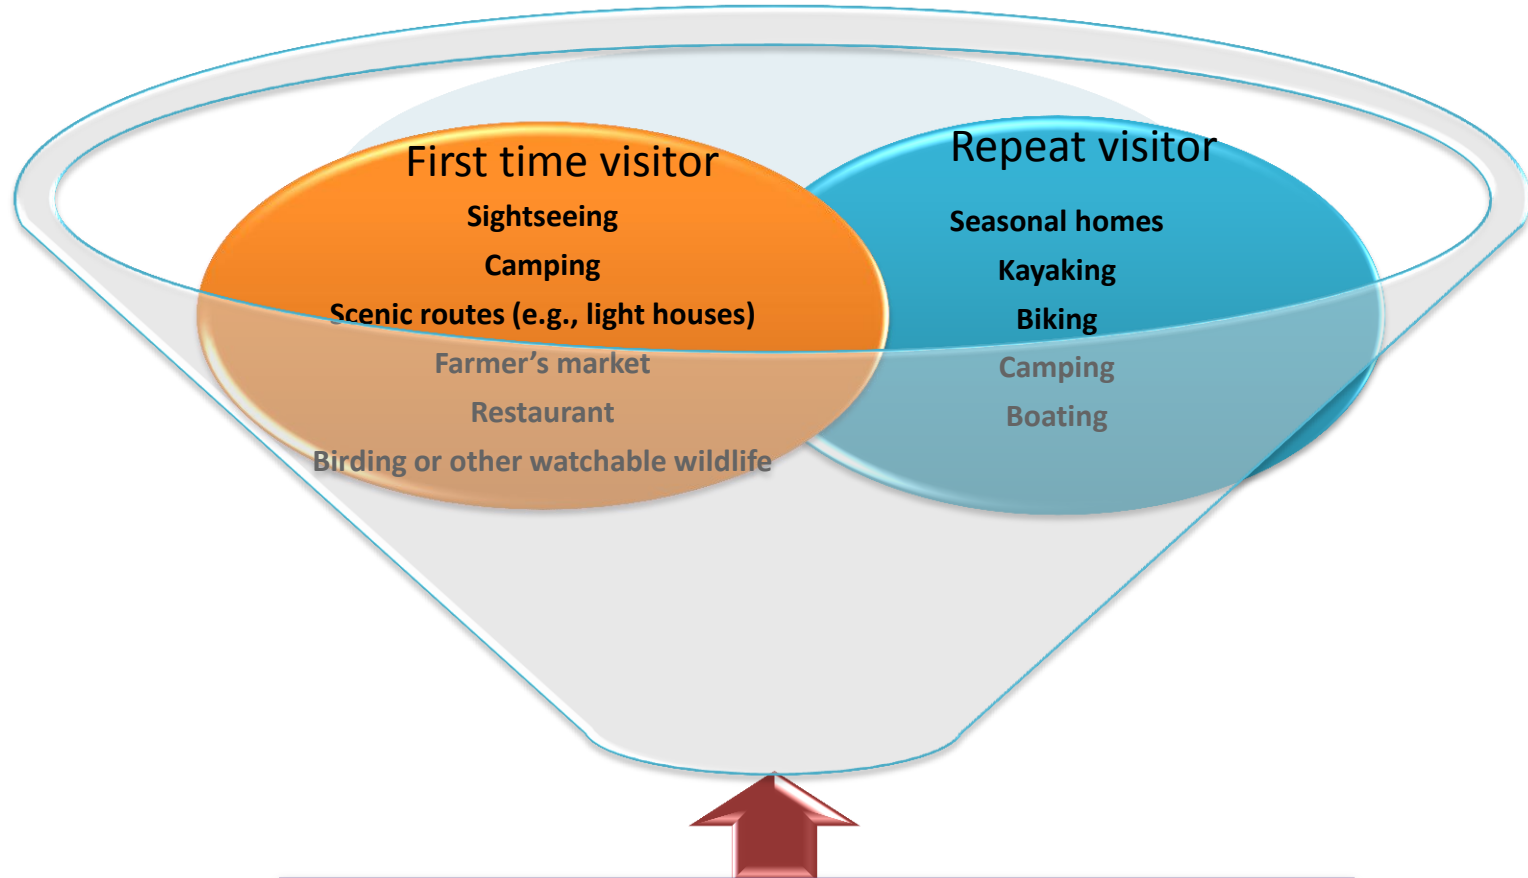 First time visitor
Sightseeing
Camping
Scenic routes (e.g., light houses)
Farmer’s market
Restaurant
Birding or other watchable wildlife
Repeat visitor
Seasonal homes
Kayaking
Biking
Camping
Boating